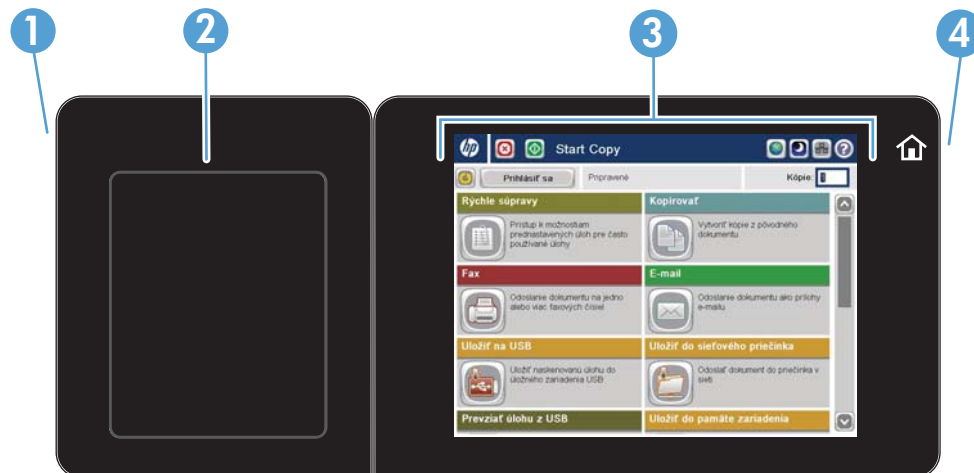 1
2
3
4
hp
Start Copy
?
Prihlásiť sa
Pripravené
Kópie:
Rýchle súpravy
Prístup k možnostiam
prednastavených úloh pre často
používané úlohy
Kopírovať
Vytvoriť kópie z pôvodného
dokumentu
Fax
Odoslanie dokumentu na jedno
alebo viac faxových čísiel
E-mail
Odoslanie dokumentu ako prílohy
e-mailu
Uložiť na USB
Uložiť naskenovanú úlohu do
úložného zariadenia USB
Uložiť do sieťového priečinka
Odoslať dokument do priečinka v
sieti
Prevziať úlohu z USB
Uložiť do pamäte zariadenia